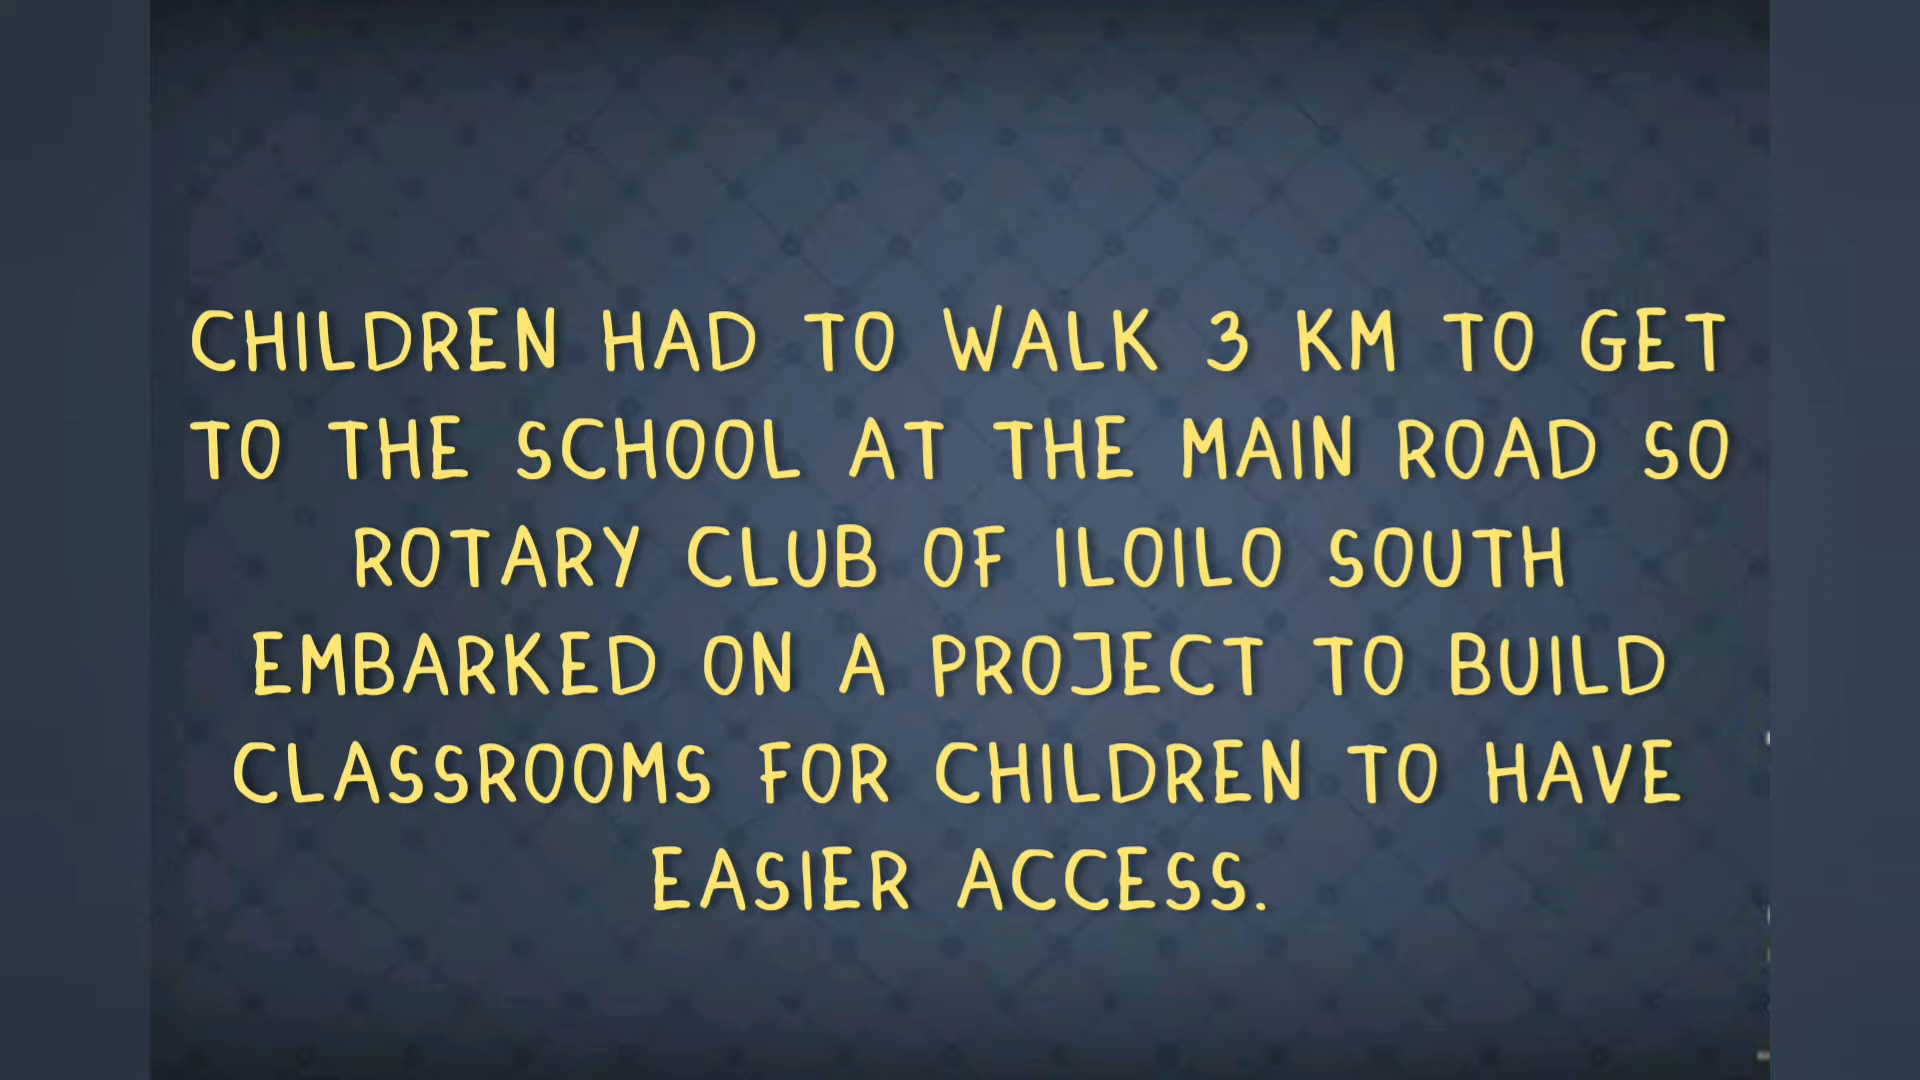 CHILDREN HAD TO WALK 3 KM TO GET
TO THE SCHOOL AT THE MAIN ROAD SO
ROTARY CLUB OF ILOILO SOUTH
EMBARKED ON A PROJECT TO BUILD
CLASSROOMS FOR CHILDREN TO HAVE
EASIER ACCESS.